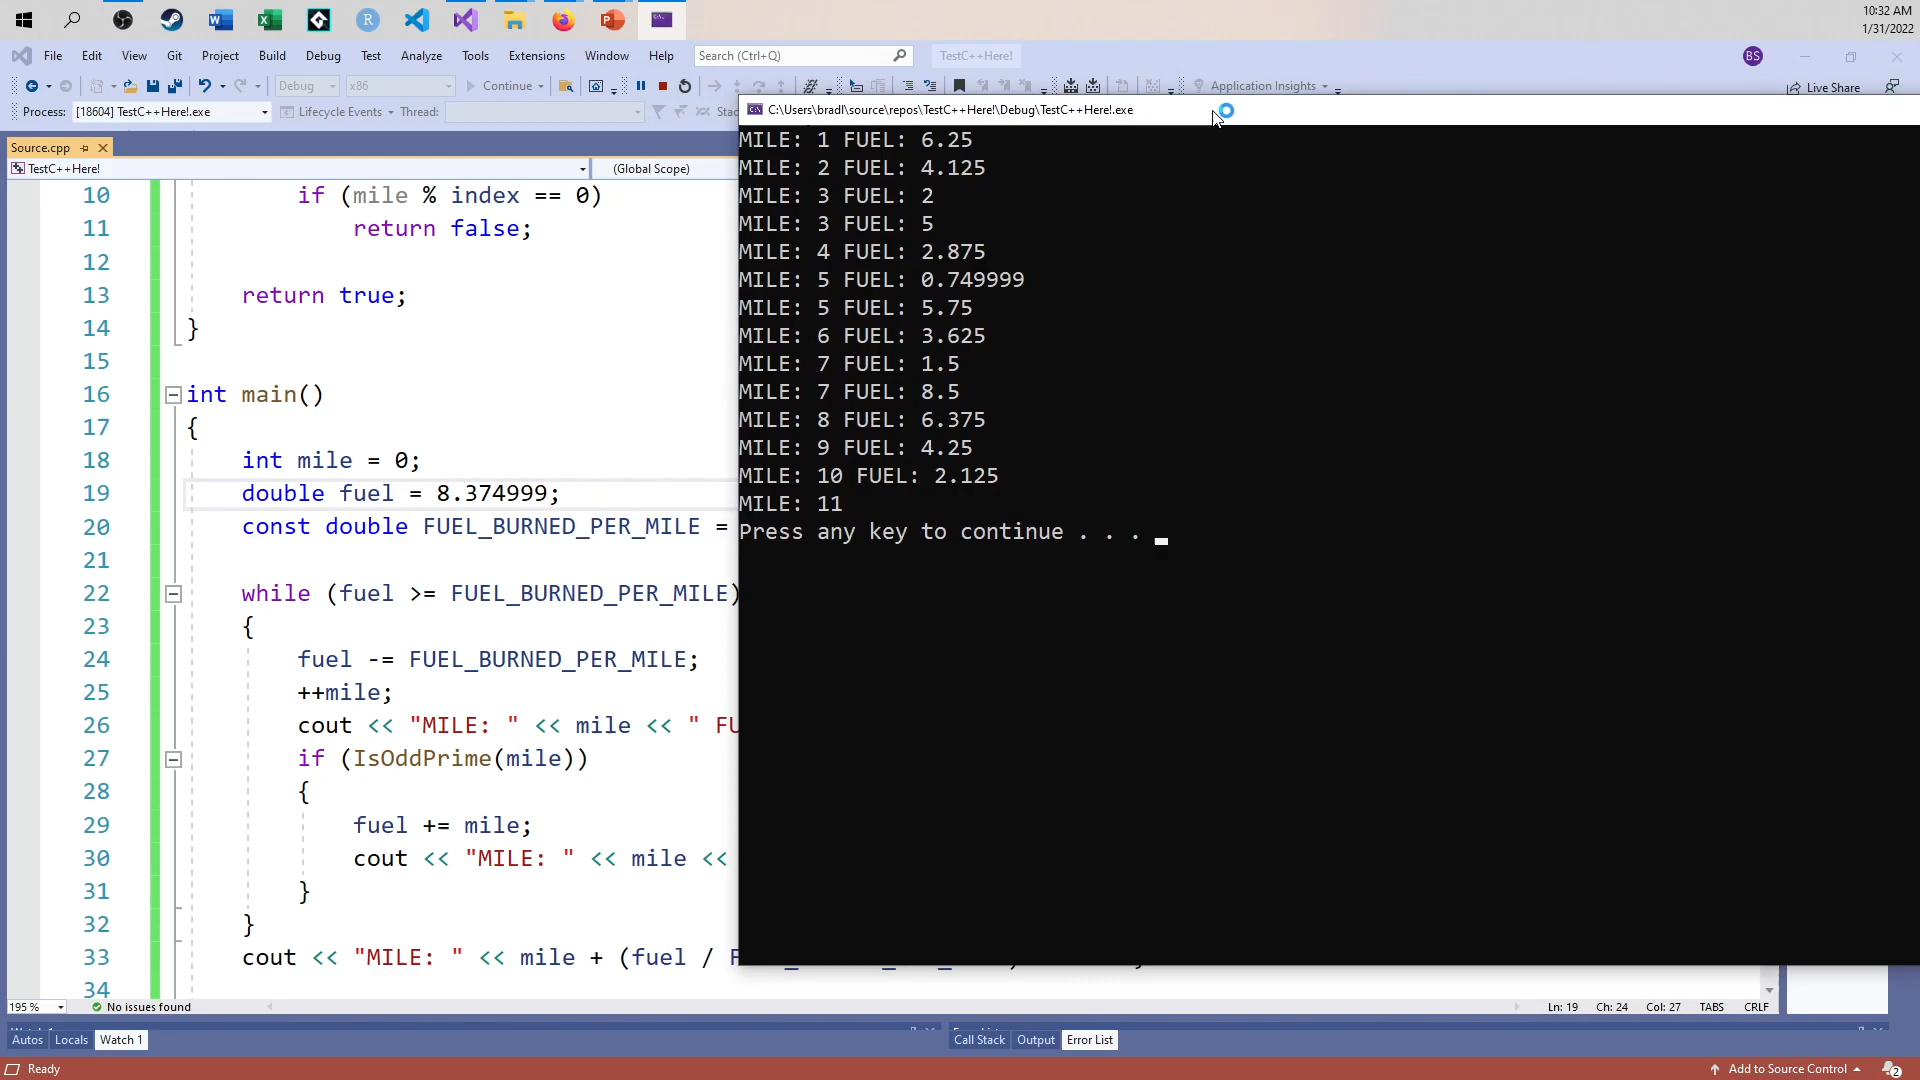 10:32 AM
1/31/2022
File Edit View Git Project Build Debug Test Analyze Tools Extensions Window Help Search (Ctrl+Q) TestC++Here! BS
Debug x86 Continue Application Insights Live Share
Process: [18604] TestC++Here!.exe Lifecycle Events Thread: Stac
C:\Users\bradl\source\repos\TestC++Here!\Debug\TestC++Here!.exe
Source.cpp
TestC++Here! (Global Scope)
10 if (mile % index == 0)
11 return false;
12
13 return true;
14 }
15
16 int main()
17 {
18 int mile = 0;
19 double fuel = 8.374999;
20 const double FUEL_BURNED_PER_MILE =
21
22 while (fuel >= FUEL_BURNED_PER_MILE)
23 {
24 fuel -= FUEL_BURNED_PER_MILE;
25 ++mile;
26 cout << "MILE: " << mile << " FU
27 if (IsOddPrime(mile))
28 {
29 fuel += mile;
30 cout << "MILE: " << mile <<
31 }
32 }
33 cout << "MILE: " << mile + (fuel / F
34
MILE: 1 FUEL: 6.25
MILE: 2 FUEL: 4.125
MILE: 3 FUEL: 2
MILE: 3 FUEL: 5
MILE: 4 FUEL: 2.875
MILE: 5 FUEL: 0.749999
MILE: 5 FUEL: 5.75
MILE: 6 FUEL: 3.625
MILE: 7 FUEL: 1.5
MILE: 7 FUEL: 8.5
MILE: 8 FUEL: 6.375
MILE: 9 FUEL: 4.25
MILE: 10 FUEL: 2.125
MILE: 11
Press any key to continue . . .
195 % No issues found Ln: 19 Ch: 24 Col: 27 TABS CRLF
Autos Locals Watch 1 Call Stack Output Error List
Ready Add to Source Control 2